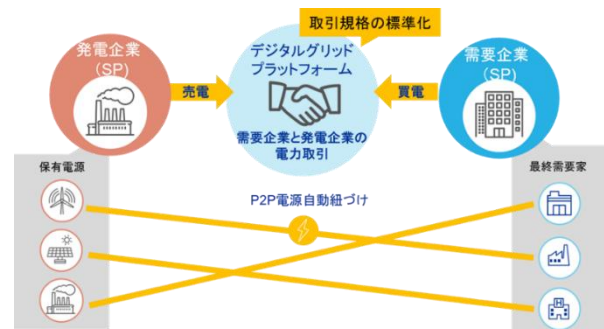 取引規格の標準化
発電企業
(SP)
デジタルグリッド
プラットフォーム
需要企業
(SP)
売電
買電
需要企業と発電企業の
電力取引
保有電源
最終需要家
P2P電源自動紐づけ
H